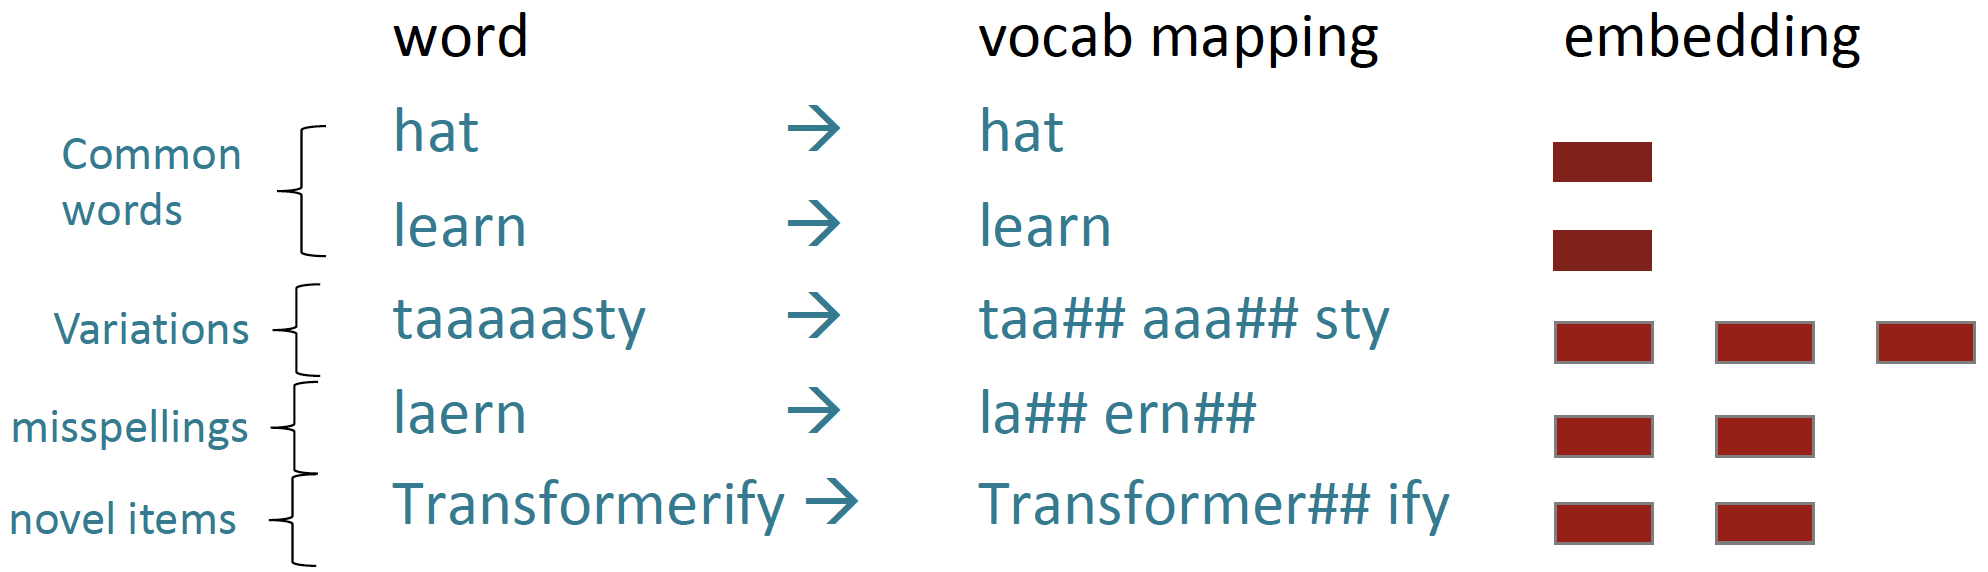 word vocab mapping embedding
Common words
hat → hat
learn → learn
Variations taaaaasty → taa## aaa## sty
misspellings laern → la## ern##
novel items Transformerify → Transformer## ify